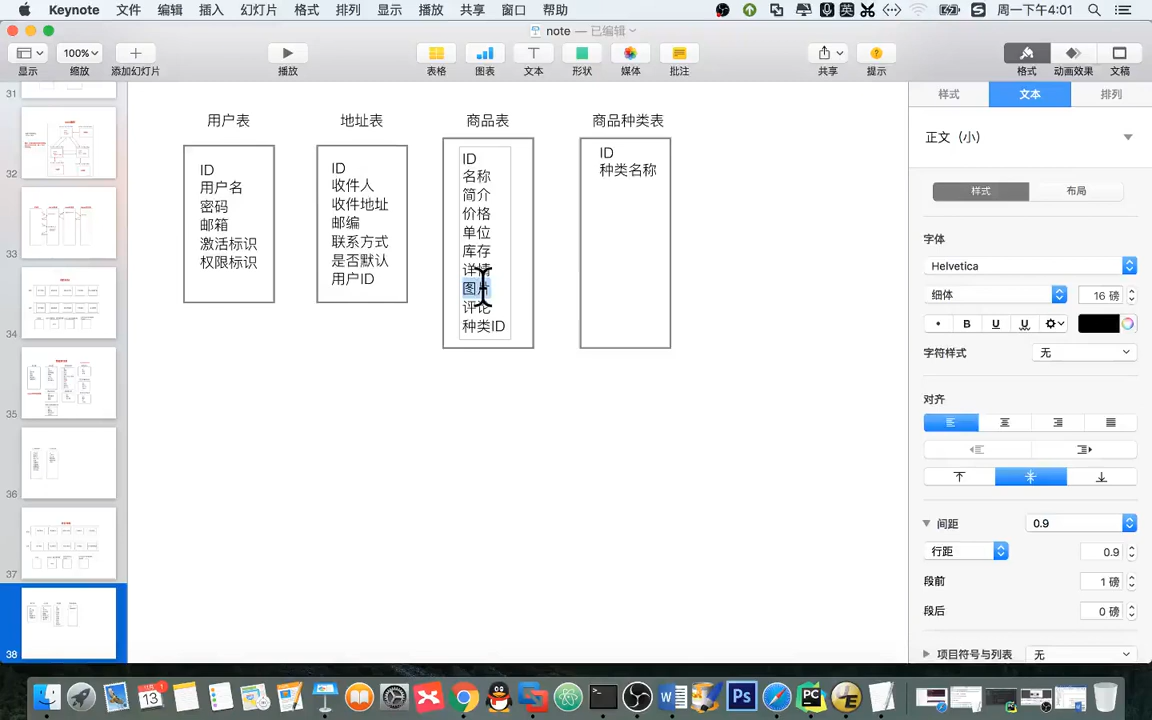 Keynote 文件 编辑 插入 幻灯片 格式 排列 显示 播放 共享 窗口 帮助 英 周一下午4:01
note — 已编辑
100%
显示 缩放 添加幻灯片 播放 表格 图表 文本 形状 媒体 批注 共享 提示 格式 动画效果 文稿
31
32
33
34
35
36
37
38
用户表
ID
用户名
密码
邮箱
激活标识
权限标识
地址表
ID
收件人
收件地址
邮编
联系方式
是否默认
用户ID
商品表
ID
名称
简介
价格
单位
库存
详情
图片
评论
种类ID
商品种类表
ID
种类名称
样式 文本 排列
正文（小）
样式 布局
字体
Helvetica
细体 16 磅
B U U
字符样式 无
对齐
间距 0.9
行距 0.9
段前 1 磅
段后 0 磅
项目符号与列表 无
13
W Ps PC